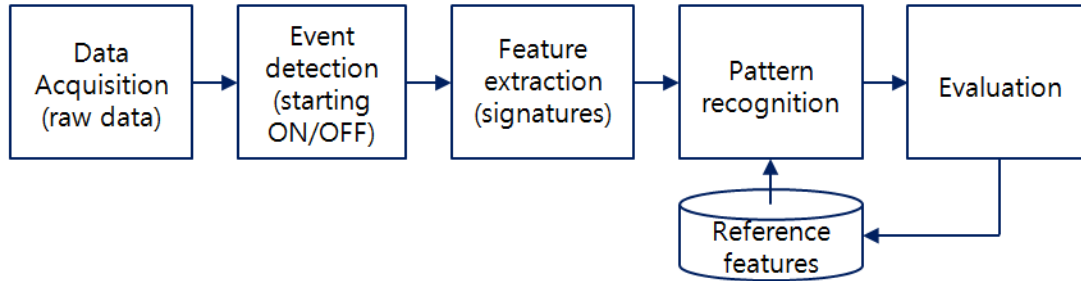 Data
Acquisition
(raw data)
Event
detection
(starting
ON/OFF)
Feature
extraction
(signatures)
Pattern
recognition
Evaluation
Reference
features